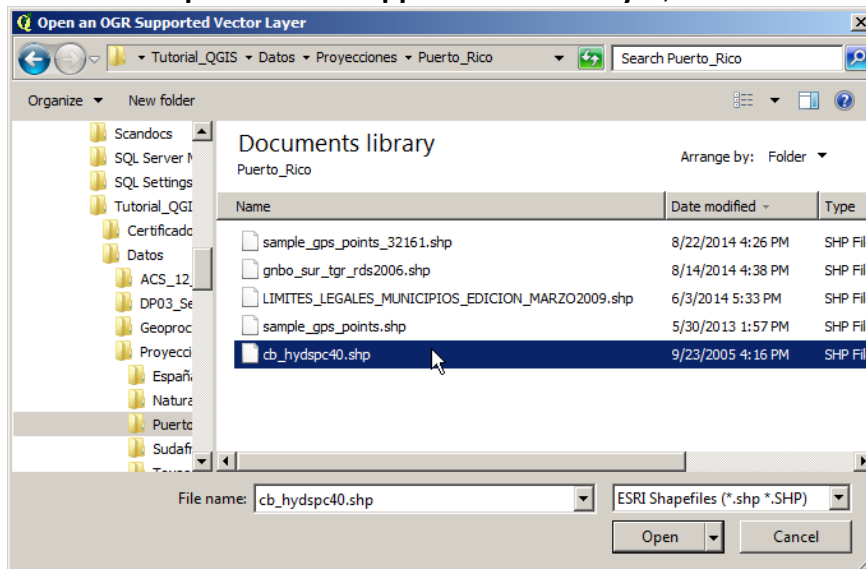 Open an OGR Supported Vector Layer
Tutorial_QGIS Datos Proyecciones Puerto_Rico Search Puerto_Rico
Organize New folder
Documents library
Puerto_Rico
Arrange by: Folder
Name Date modified Type
Scandocs
SQL Server
SQL Settings
Tutorial_QGI
Certificado
Datos
ACS_12_
DP03_Se
Geoproc
Proyecci
Españ
Natura
Puerto
Sudafr
sample_gps_points_32161.shp 8/22/2014 4:26 PM SHP Fil
gnbo_sur_tgr_rds2006.shp 8/14/2014 4:38 PM SHP Fil
LIMITES_LEGALES_MUNICIPIOS_EDICION_MARZO2009.shp 6/3/2014 5:33 PM SHP Fil
sample_gps_points.shp 5/30/2013 1:57 PM SHP Fil
cb_hydspc40.shp 9/23/2005 4:16 PM SHP Fil
File name: cb_hydspc40.shp ESRI Shapefiles (*.shp *.SHP)
Open Cancel